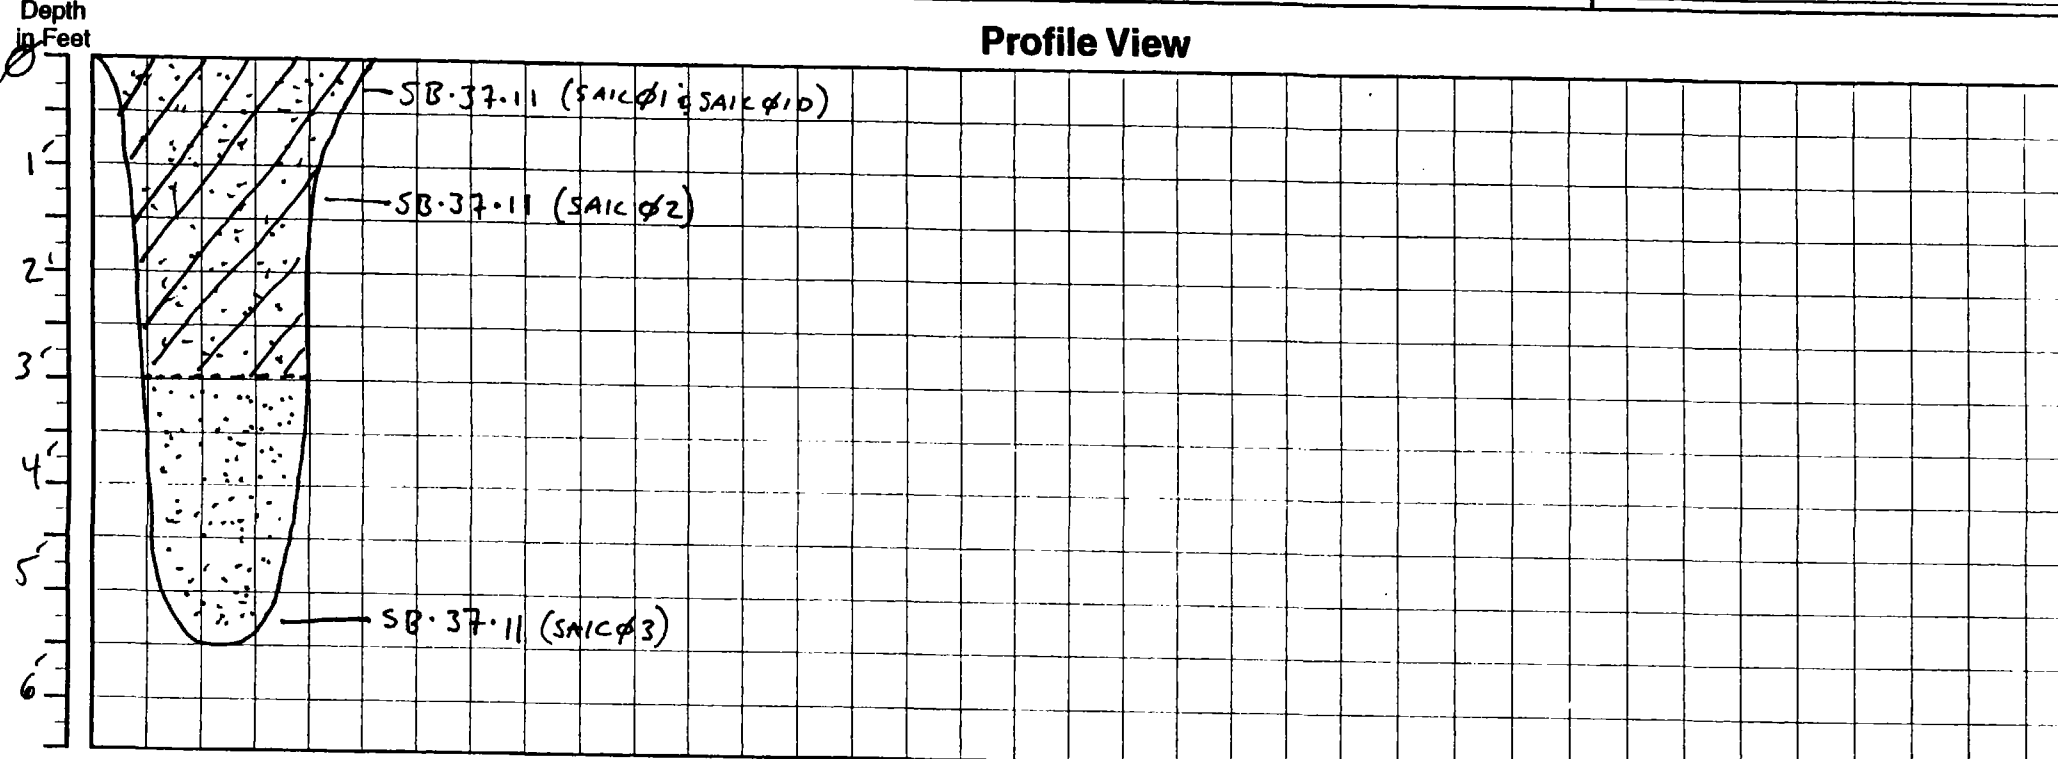 Depth
in Feet
Profile View
Ø
SB.37.11 (SAICØ1 & SAICØ1D)
1'
SB.37.11 (SAICØ2)
2'
3'
4'
5'
SB.37.11 (SAICØ3)
6'